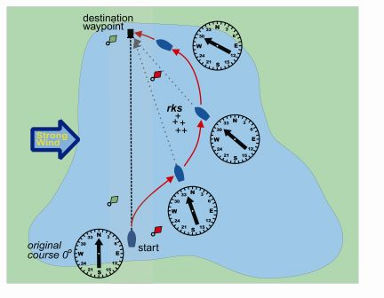 destination
waypoint
rks
Strong
Wind
original
course 0°
start
N
E
S
W
N
E
S
W
N
E
S
W
N
E
S
W